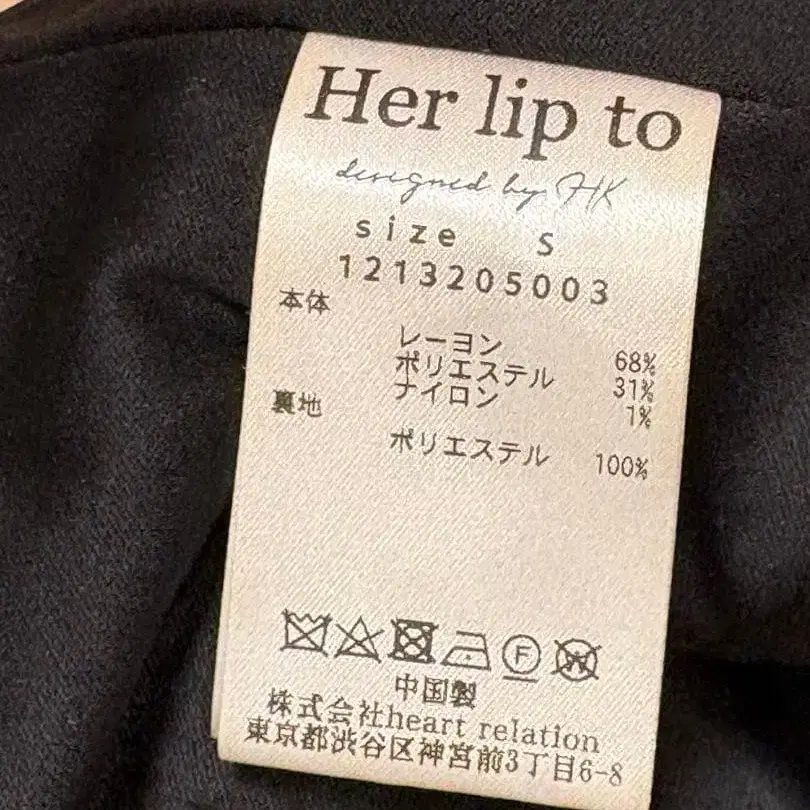 Her lip to
designed by HK
size S
1213205003
本体
レーヨン 68%
ポリエステル 31%
ナイロン 1%
裏地
ポリエステル 100%
F
W
中国製
株式会社heart relation
東京都渋谷区神宮前3丁目6-8